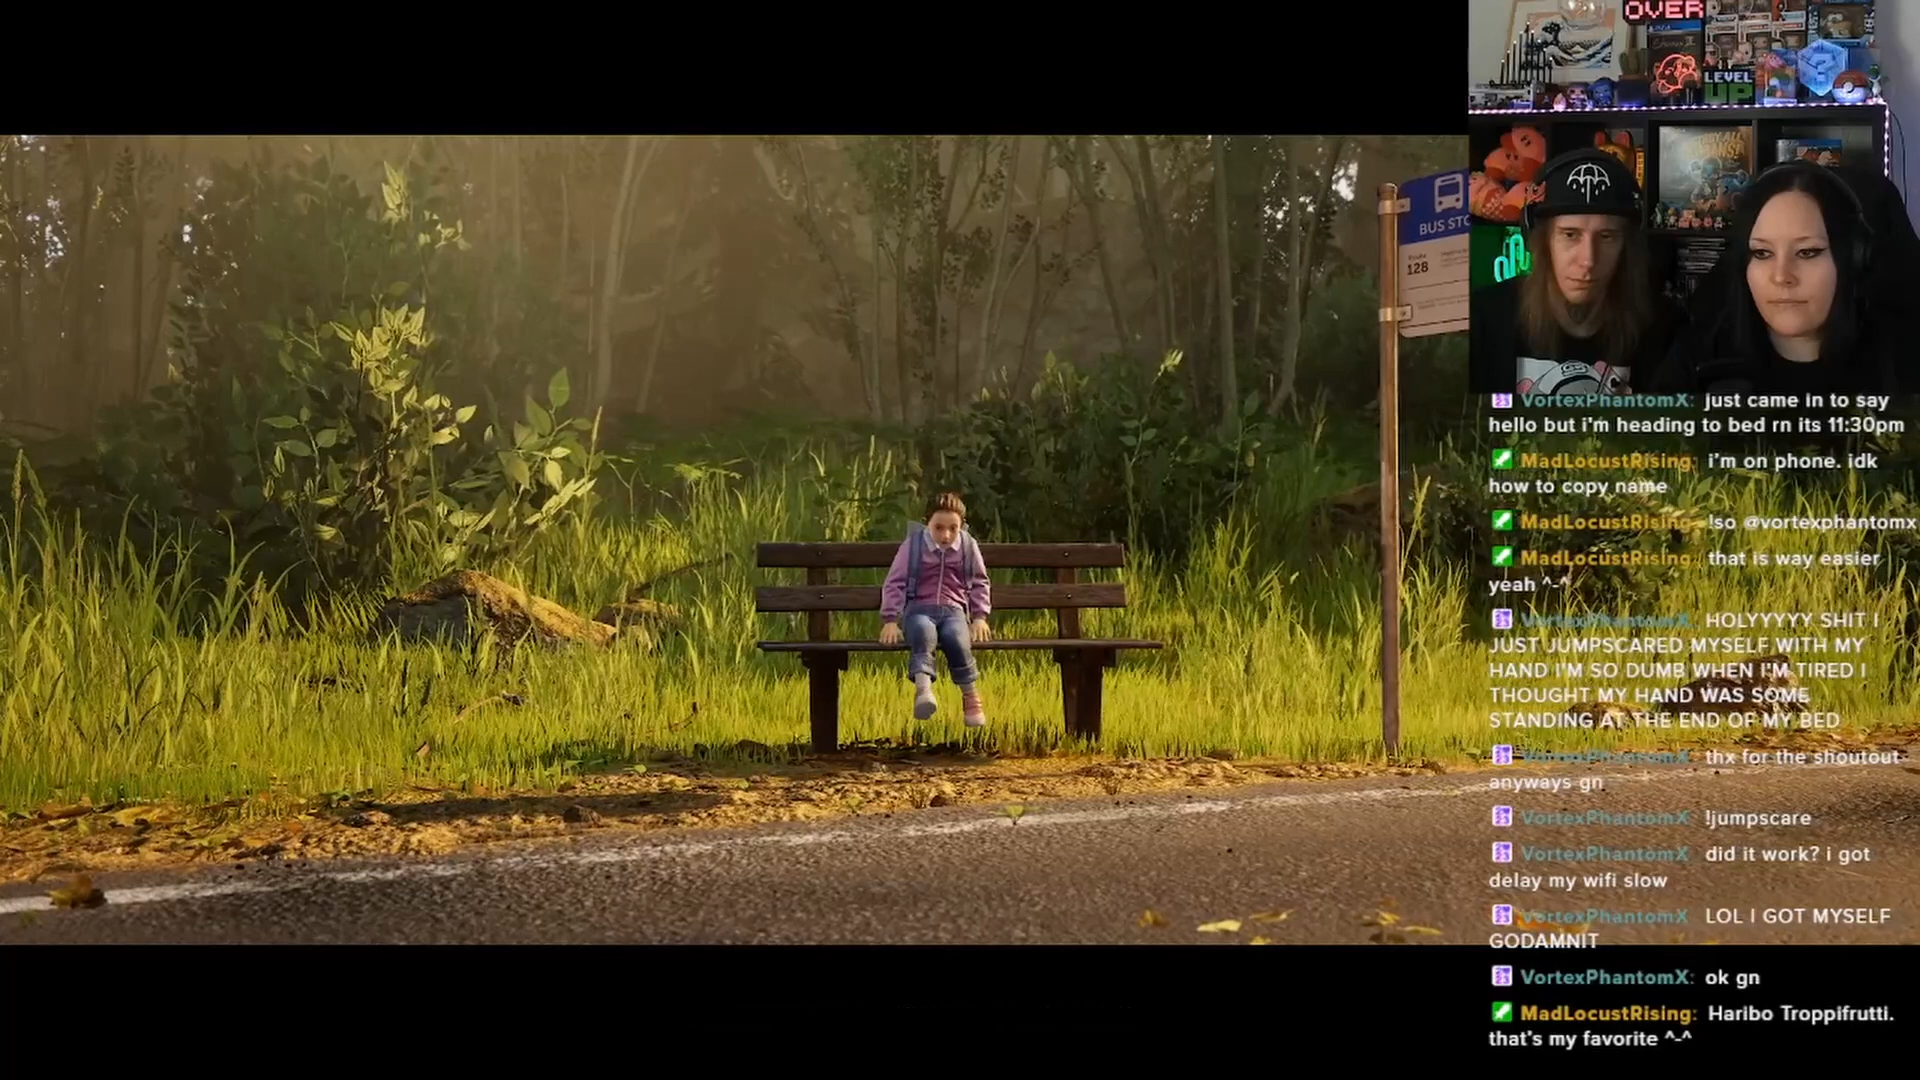 OVER
LEVEL
UP
BUS STO
Route
128
VortexPhantomX: just came in to say
hello but i'm heading to bed rn its 11:30pm
MadLocustRising: i'm on phone. idk
how to copy name
MadLocustRising: !so @vortexphantomx
MadLocustRising: that is way easier
yeah ^-^
VortexPhantomX: HOLYYYYY SHIT I
JUST JUMPSCARED MYSELF WITH MY
HAND I'M SO DUMB WHEN I'M TIRED I
THOUGHT MY HAND WAS SOME
STANDING AT THE END OF MY BED
VortexPhantomX: thx for the shoutout
anyways gn
VortexPhantomX: !jumpscare
VortexPhantomX: did it work? i got
delay my wifi slow
VortexPhantomX: LOL I GOT MYSELF
GODAMNIT
VortexPhantomX: ok gn
MadLocustRising: Haribo Troppifrutti.
that's my favorite ^-^